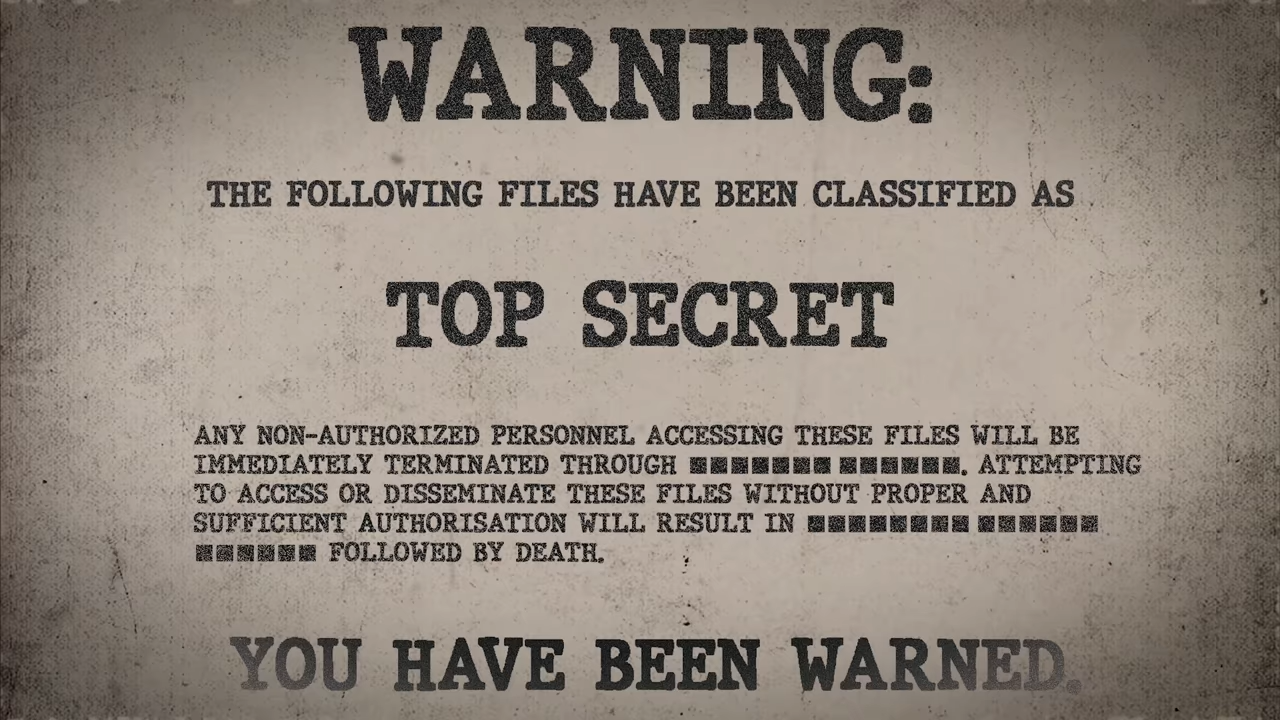 WARNING:
THE FOLLOWING FILES HAVE BEEN CLASSIFIED AS
TOP SECRET
ANY NON-AUTHORIZED PERSONNEL ACCESSING THESE FILES WILL BE
IMMEDIATELY TERMINATED THROUGH ■■■■■■■ ■■■■■■. ATTEMPTING
TO ACCESS OR DISSEMINATE THESE FILES WITHOUT PROPER AND
SUFFICIENT AUTHORISATION WILL RESULT IN ■■■■■■■■ ■■■■■■
■■■■■■ FOLLOWED BY DEATH.
YOU HAVE BEEN WARNED.